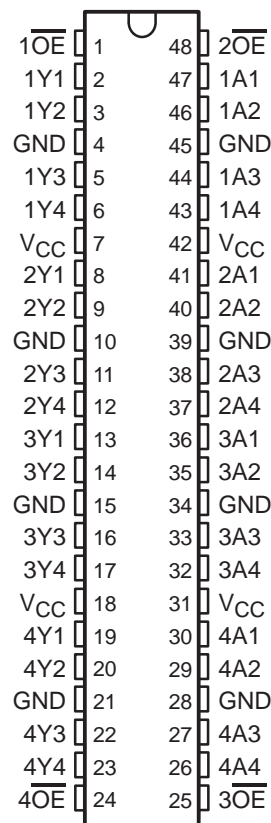 1O̅E̅ 1 48 2O̅E̅
1Y1 2 47 1A1
1Y2 3 46 1A2
GND 4 45 GND
1Y3 5 44 1A3
1Y4 6 43 1A4
VCC 7 42 VCC
2Y1 8 41 2A1
2Y2 9 40 2A2
GND 10 39 GND
2Y3 11 38 2A3
2Y4 12 37 2A4
3Y1 13 36 3A1
3Y2 14 35 3A2
GND 15 34 GND
3Y3 16 33 3A3
3Y4 17 32 3A4
VCC 18 31 VCC
4Y1 19 30 4A1
4Y2 20 29 4A2
GND 21 28 GND
4Y3 22 27 4A3
4Y4 23 26 4A4
4O̅E̅ 24 25 3O̅E̅